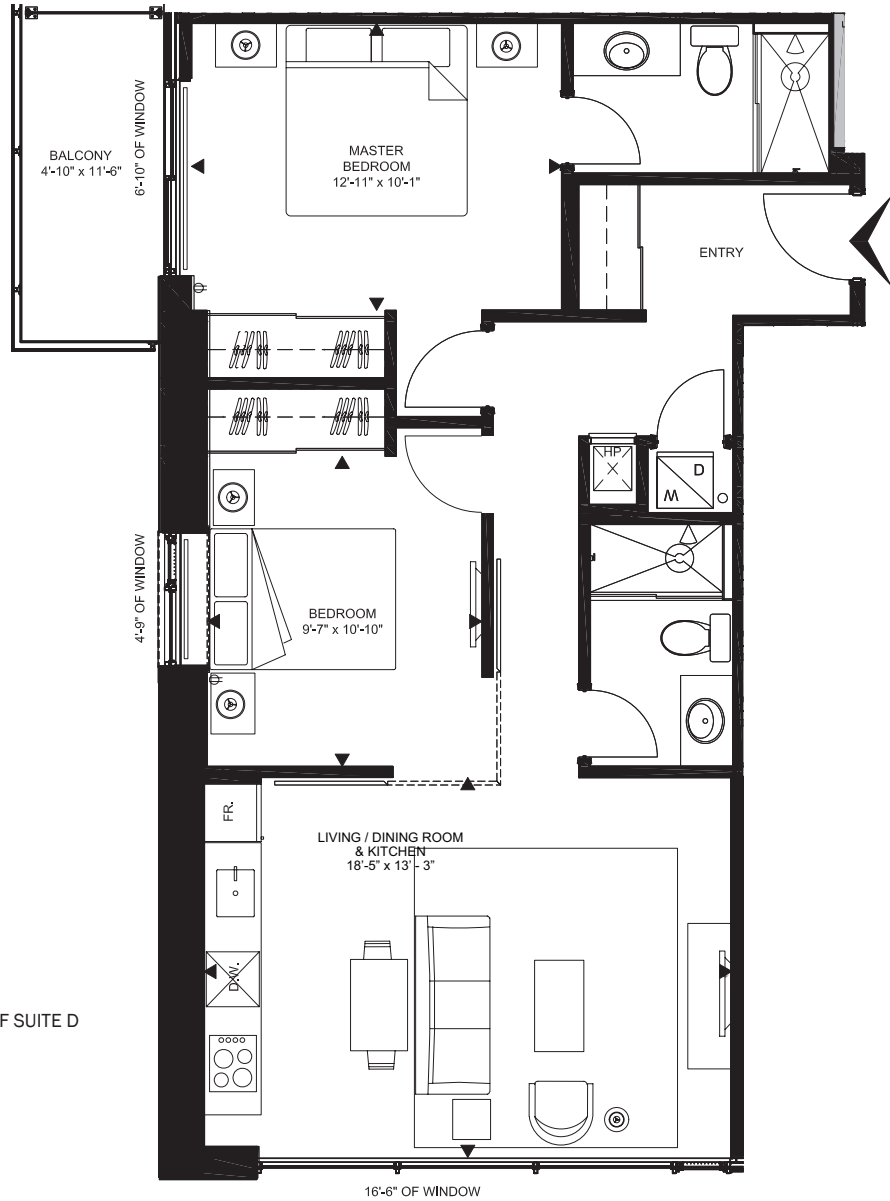 BALCONY
4'-10" x 11'-6"
6'-10" OF WINDOW
MASTER
BEDROOM
12'-11" x 10'-1"
ENTRY
HP
D
W
4'-9" OF WINDOW
BEDROOM
9'-7" x 10'-10"
FR.
LIVING / DINING ROOM
& KITCHEN
18'-5" x 13' - 3"
D.W.
F SUITE D
16'-6" OF WINDOW